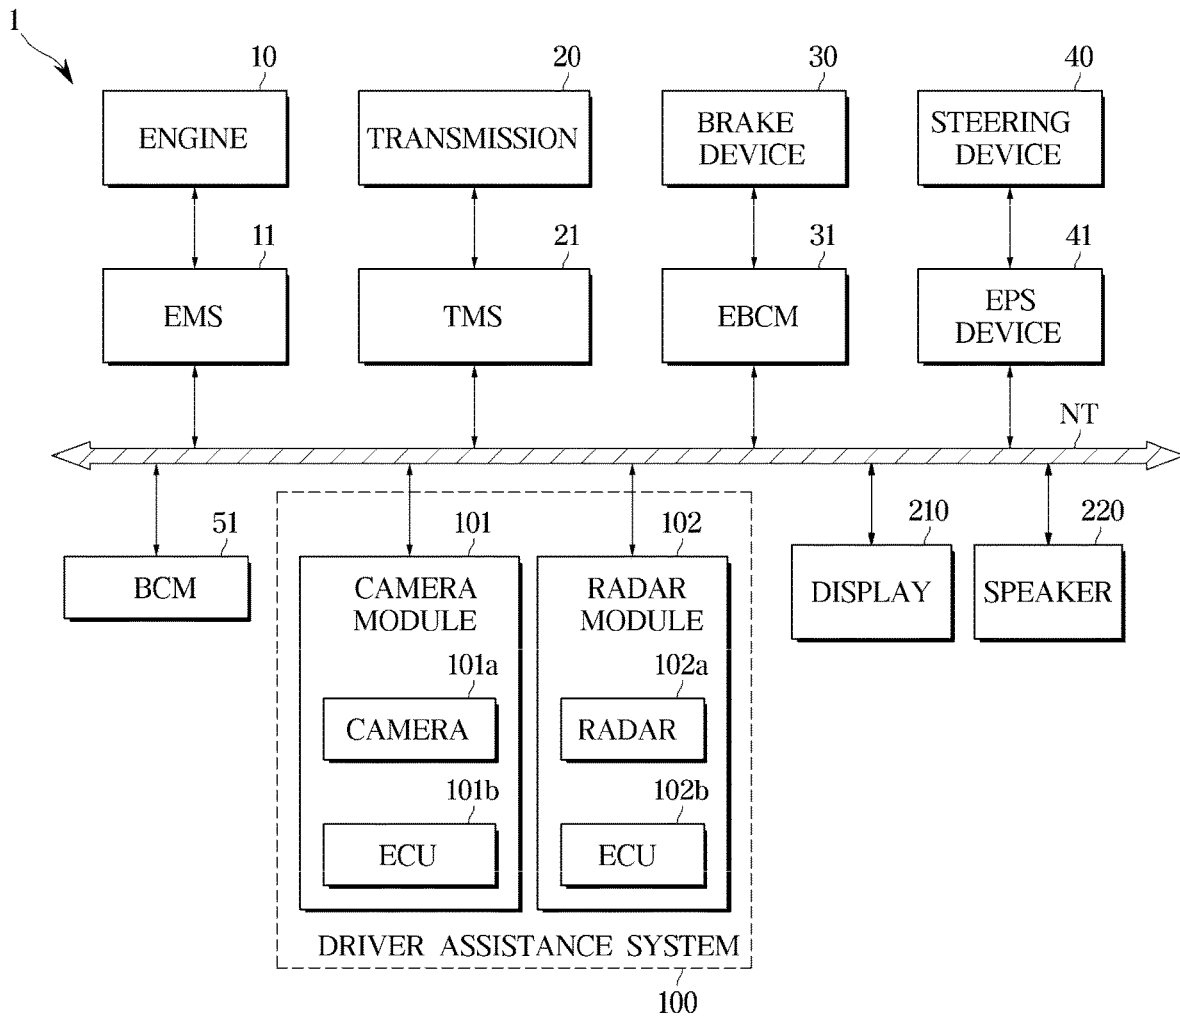 1
10
20
30
40
ENGINE
TRANSMISSION
BRAKE
DEVICE
STEERING
DEVICE
11
21
31
41
EMS
TMS
EBCM
EPS
DEVICE
NT
51
101
102
210
220
BCM
CAMERA
MODULE
RADAR
MODULE
DISPLAY
SPEAKER
101a
102a
CAMERA
RADAR
101b
102b
ECU
ECU
DRIVER ASSISTANCE SYSTEM
100